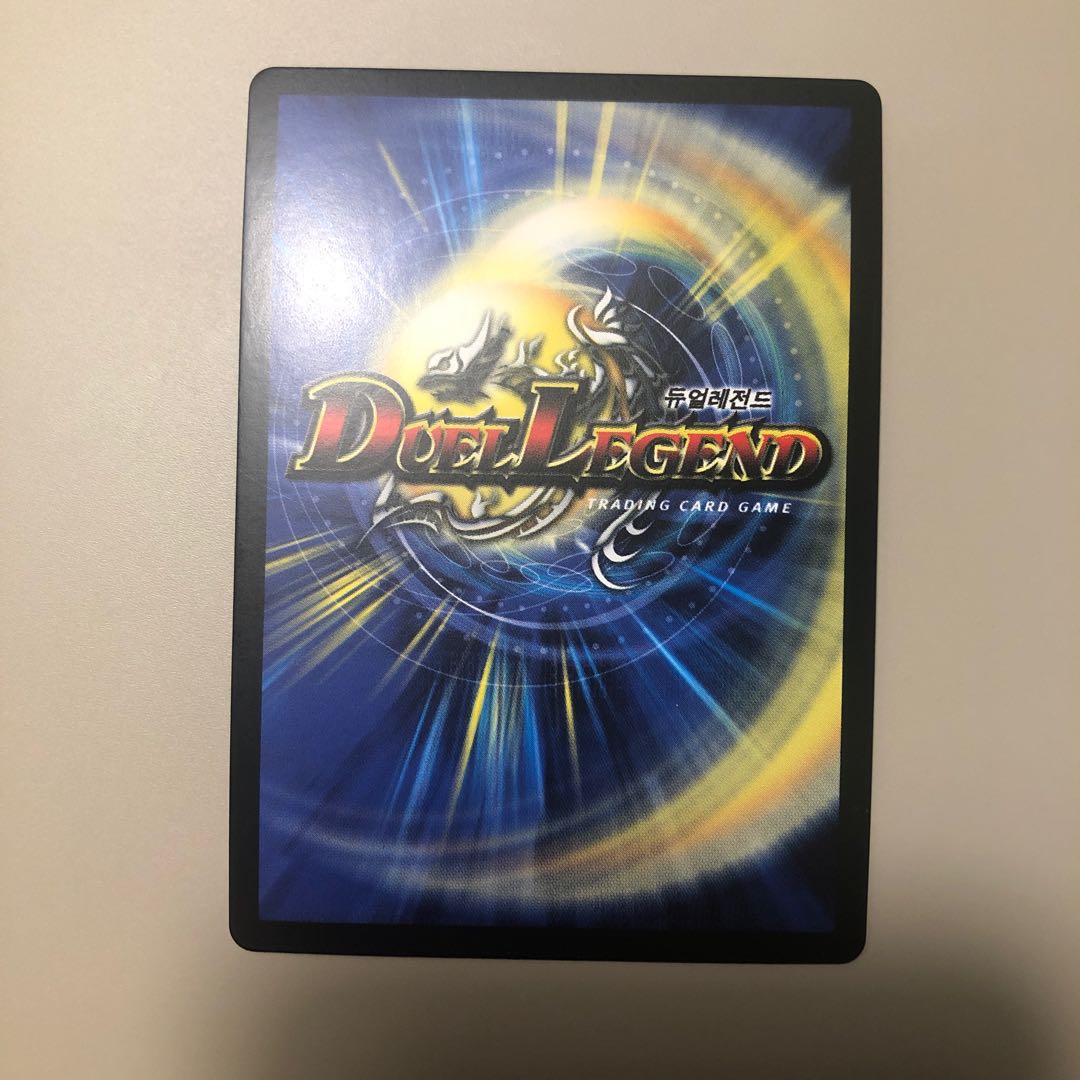 듀얼레전드
DUEL LEGEND
TRADING CARD GAME